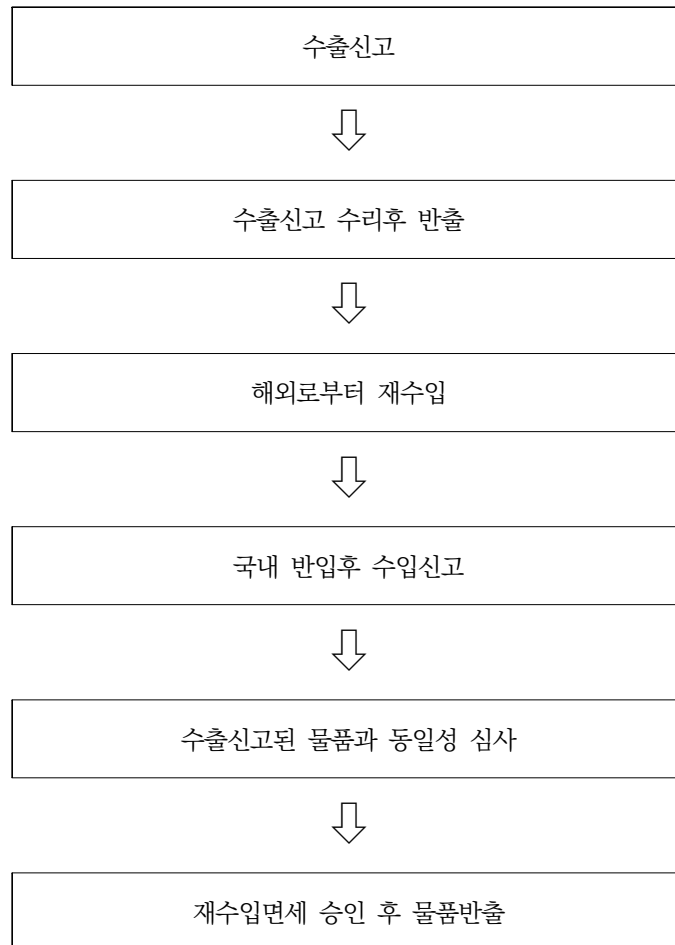 수출신고
수출신고 수리후 반출
해외로부터 재수입
국내 반입후 수입신고
수출신고된 물품과 동일성 심사
재수입면세 승인 후 물품반출